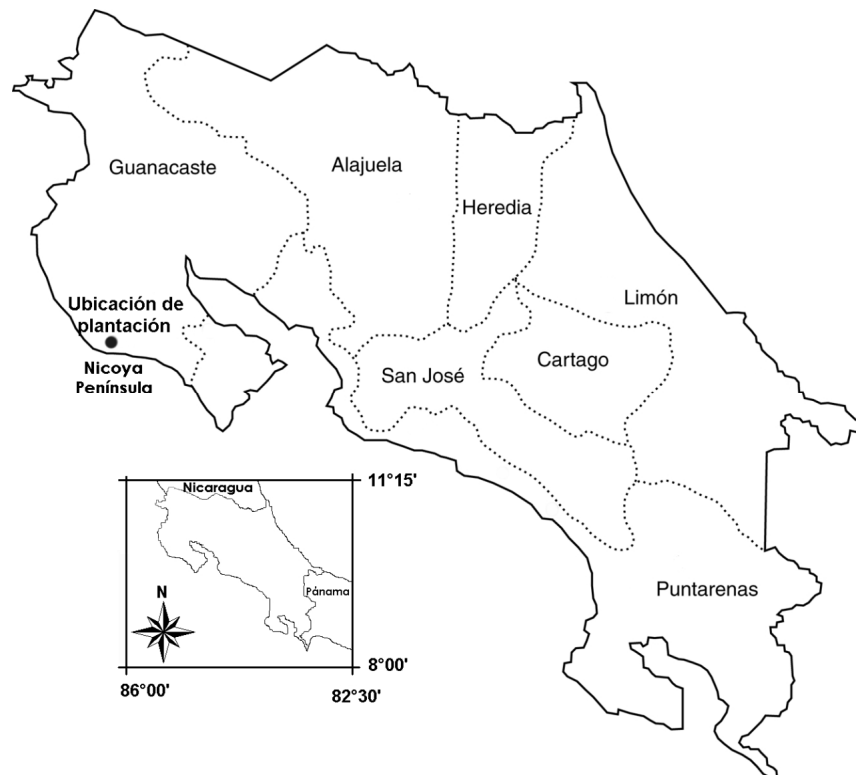 Guanacaste
Alajuela
Heredia
Limón
Ubicación de
plantación
Nicoya
Península
San José
Cartago
Puntarenas
Nicaragua
Pánama
N
11°15'
8°00'
86°00'
82°30'